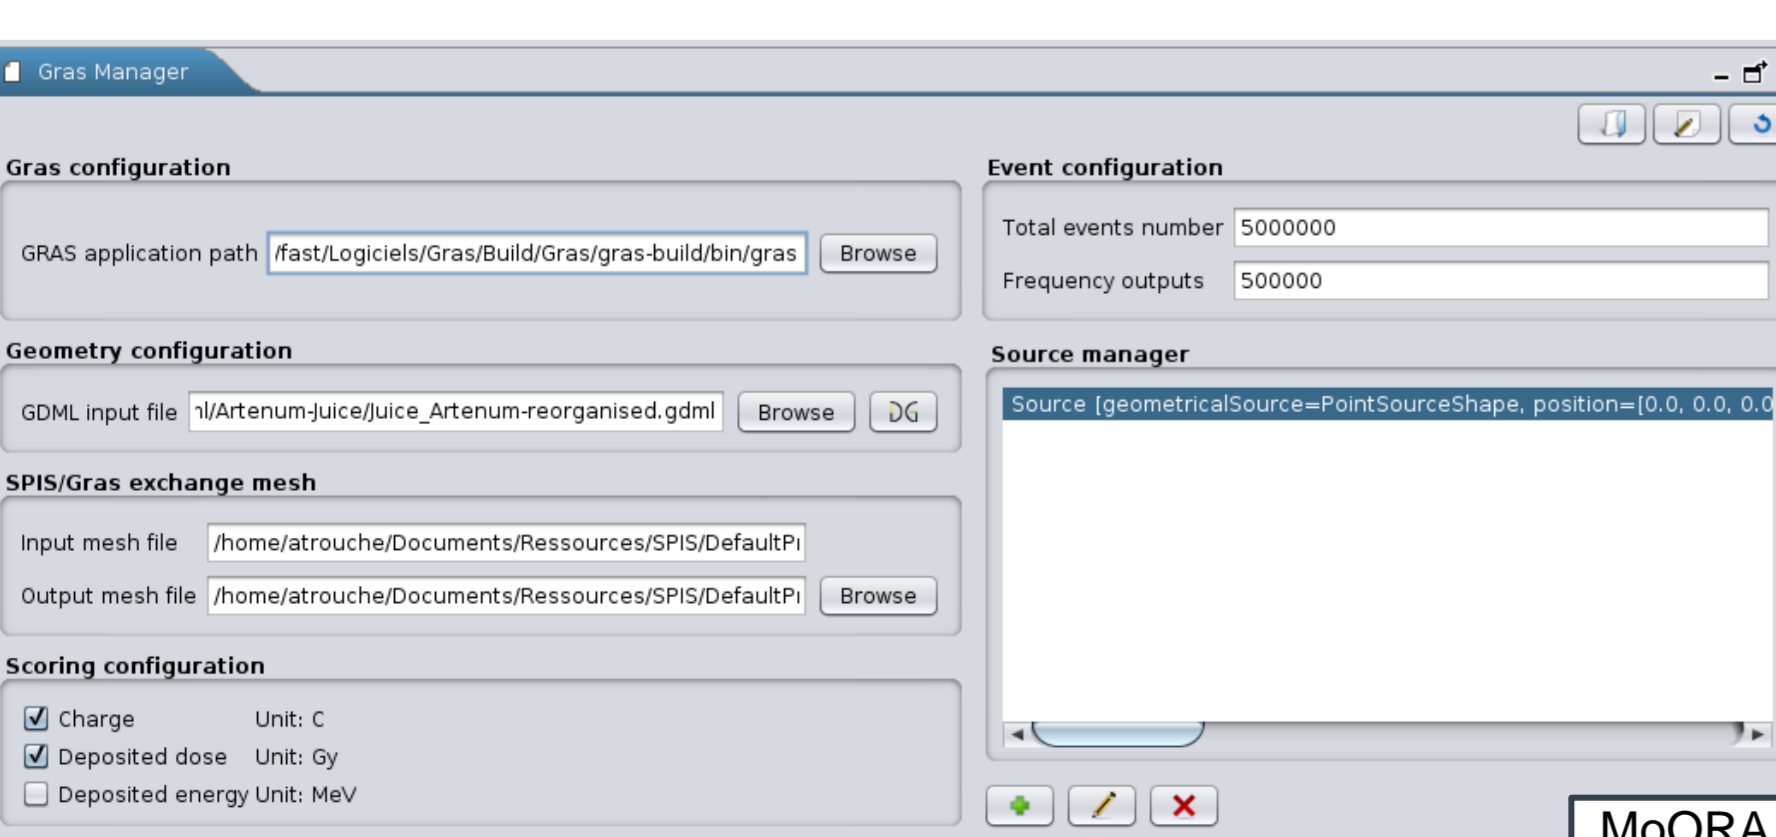 Gras Manager
Gras configuration
GRAS application path /fast/Logiciels/Gras/Build/Gras/gras-build/bin/gras Browse
Geometry configuration
GDML input file nl/Artenum-Juice/Juice_Artenum-reorganised.gdml Browse DG
SPIS/Gras exchange mesh
Input mesh file /home/atrouche/Documents/Ressources/SPIS/DefaultPr
Output mesh file /home/atrouche/Documents/Ressources/SPIS/DefaultPr Browse
Scoring configuration
Charge Unit: C
Deposited dose Unit: Gy
Deposited energy Unit: MeV
Event configuration
Total events number 5000000
Frequency outputs 500000
Source manager
Source [geometricalSource=PointSourceShape, position=[0.0, 0.0, 0.0
MoORA